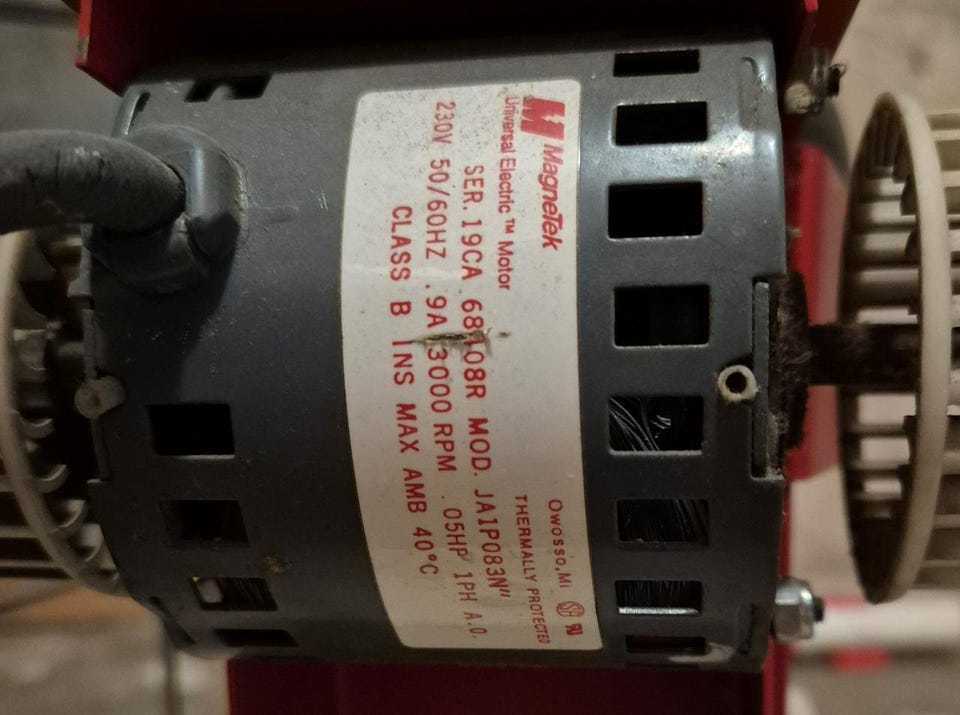 MagneTek
Universal Electric™ Motor
Owosso, Mi
THERMALLY PROTECTED
SER. 19CA MOD. JA1P083N"
230V 50/60HZ .9A 3000 RPM .05HP 1PH A.O.
CLASS B INS MAX AMB 40°C